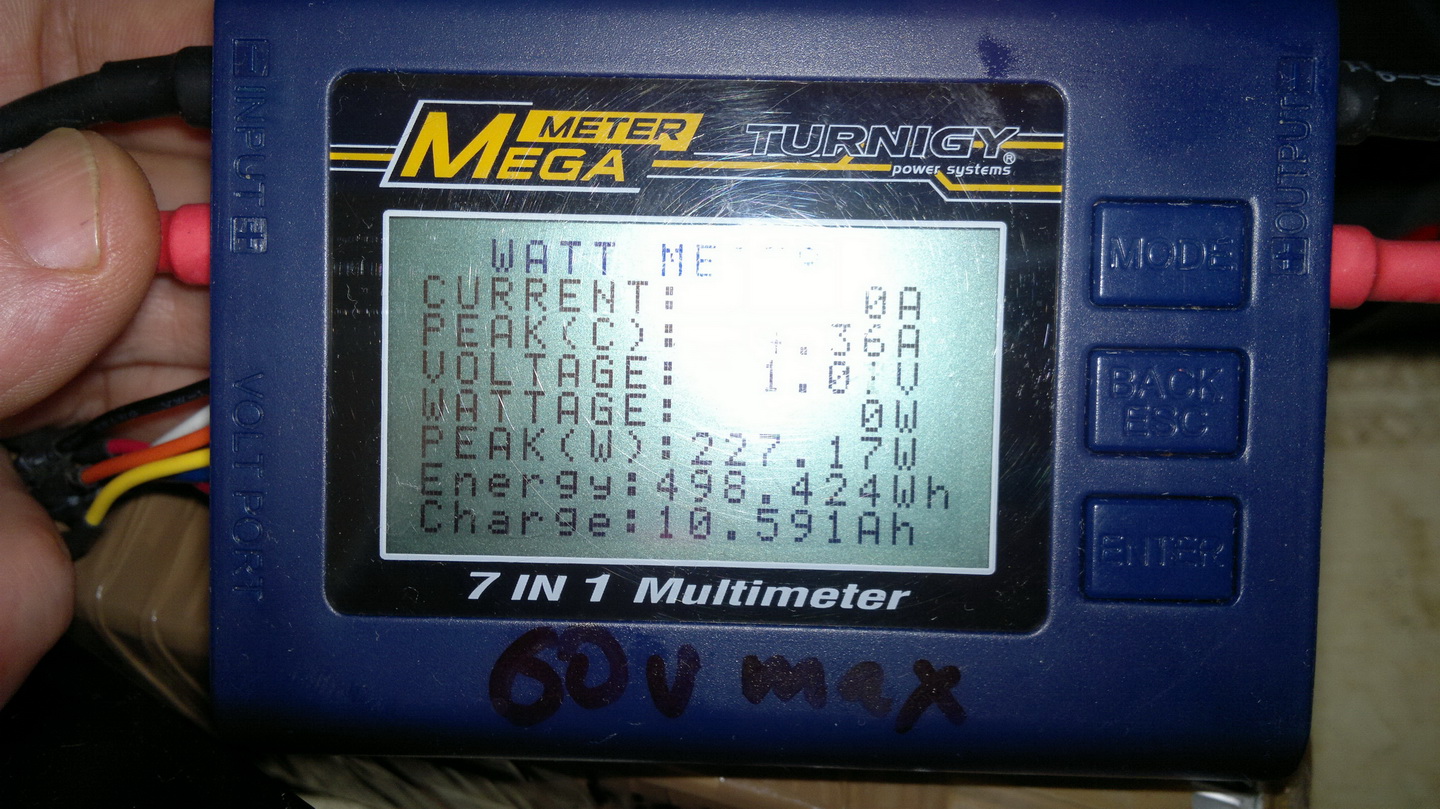 INPUT
METER
MEGA
TURNIGY®
power systems
OUTPUT
WATT
CURRENT: 0A
PEAK(C): .36A
VOLTAGE: V
WATTAGE: 0W
PEAK(W):227.17W
Energy:498.424Wh
Charge:10.591Ah
MODE
BACK
ESC
ENTER
VOLT PORT
7 IN 1 Multimeter
60v max